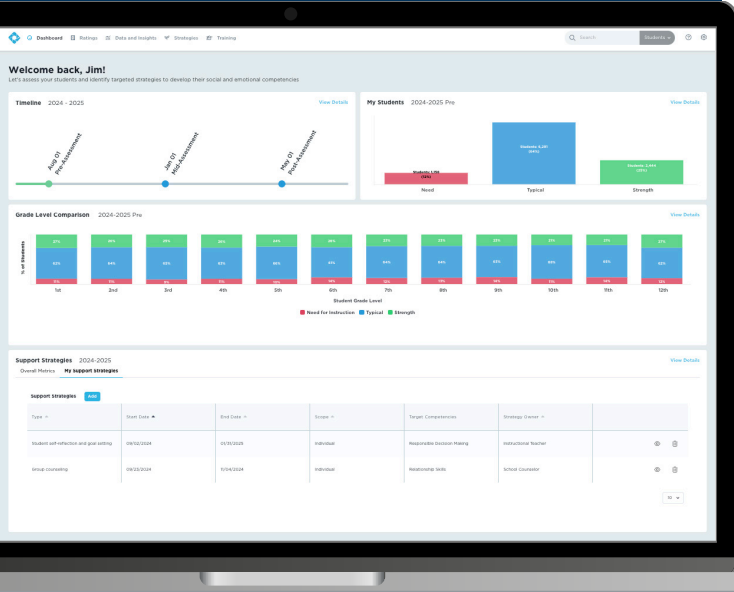 Dashboard Ratings Data and Insights Strategies Training Search Students
Welcome back, Jim!
Let's assess your students and identify targeted strategies to develop their social and emotional competencies
Timeline 2024 - 2025 View Details
Aug 01 Pre-Assessment
Jan 01 Mid-Assessment
May 01 Post-Assessment
My Students 2024-2025 Pre View Details
(64%)
Need Typical Strength
Grade Level Comparison 2024-2025 Pre View Details
% of Students
1st 2nd 3rd 4th 5th 6th 7th 8th 9th 10th 11th 12th
Student Grade Level
Need for Instruction Typical Strength
Support Strategies 2024-2025 View Details
Overall Metrics My Support Strategies
Support Strategies Add
Type Start Date End Date Scope Target Competencies Strategy Owner
Student self-reflection and goal setting 09/02/2024 01/31/2025 Individual Responsible Decision Making Instructional Teacher
Group counseling 09/23/2024 11/04/2024 Individual Relationship Skills School Counselor
10